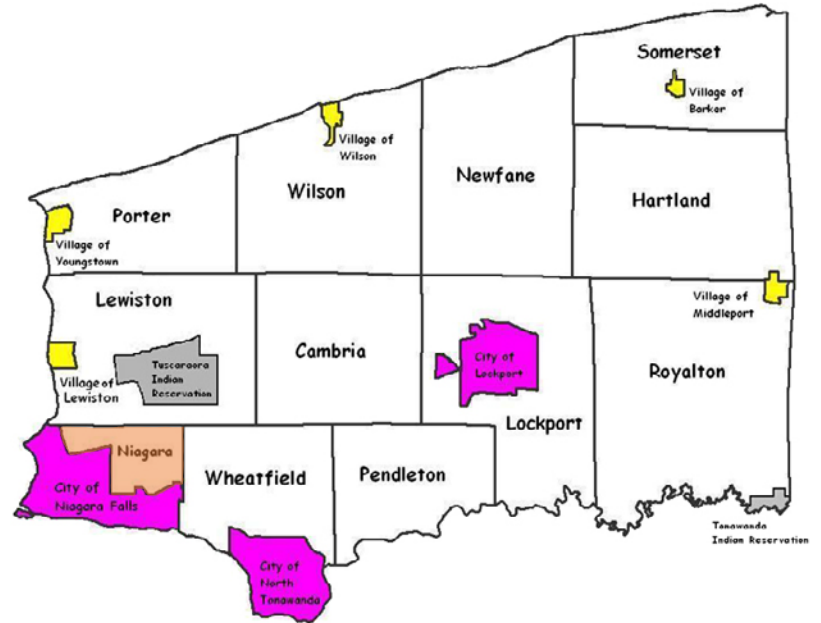 Somerset
Village of
Barker
Village of
Wilson
Newfane
Wilson
Hartland
Porter
Village of
Youngstown
Lewiston
Village of
Middleport
Cambria
City of
Lockport
Tuscarora
Indian
Reservation
Royalton
Village of
Lewiston
Lockport
Niagara
Wheatfield
Pendleton
City of
Niagara Falls
Tonawanda
Indian Reservation
City of
North
Tonawanda